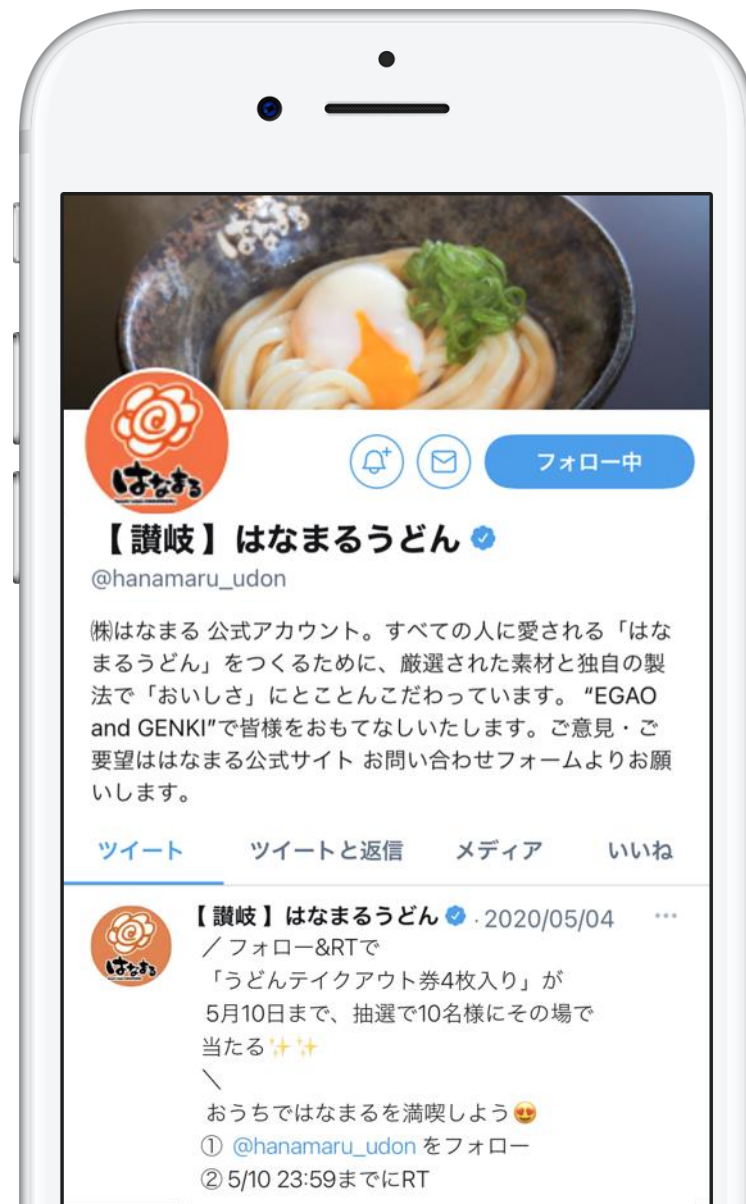 はなまる
はなまる
フォロー中
【讃岐】はなまるうどん
@hanamaru_udon
㈱はなまる 公式アカウント。すべての人に愛される「はな
まるうどん」をつくるために、厳選された素材と独自の製
法で「おいしさ」にとことんこだわっています。 “EGAO
and GENKI”で皆様をおもてなしいたします。ご意見・ご
要望ははなまる公式サイト お問い合わせフォームよりお願
いします。
ツイート ツイートと返信 メディア いいね
【讃岐】はなまるうどん · 2020/05/04 …
はなまる
／フォロー&RTで
「うどんテイクアウト券4枚入り」が
5月10日まで、抽選で10名様にその場で
当たる✨✨
＼
おうちではなまるを満喫しよう😍
① @hanamaru_udon をフォロー
② 5/10 23:59までにRT